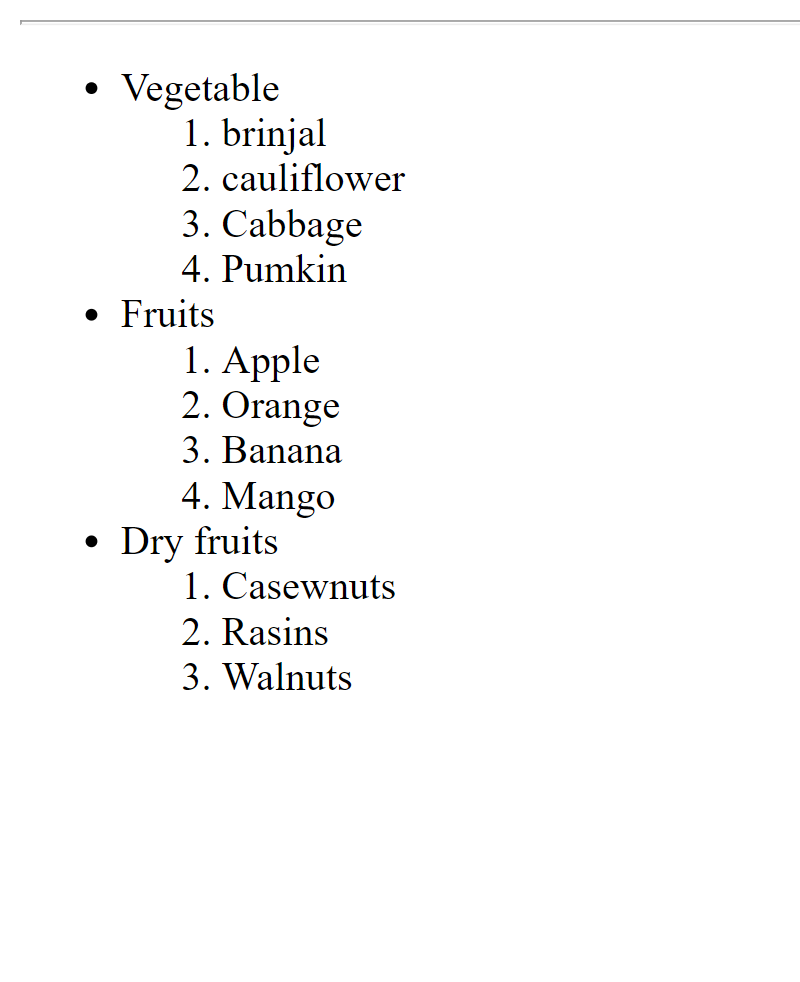 • Vegetable
1. brinjal
2. cauliflower
3. Cabbage
4. Pumkin
• Fruits
1. Apple
2. Orange
3. Banana
4. Mango
• Dry fruits
1. Casewnuts
2. Rasins
3. Walnuts